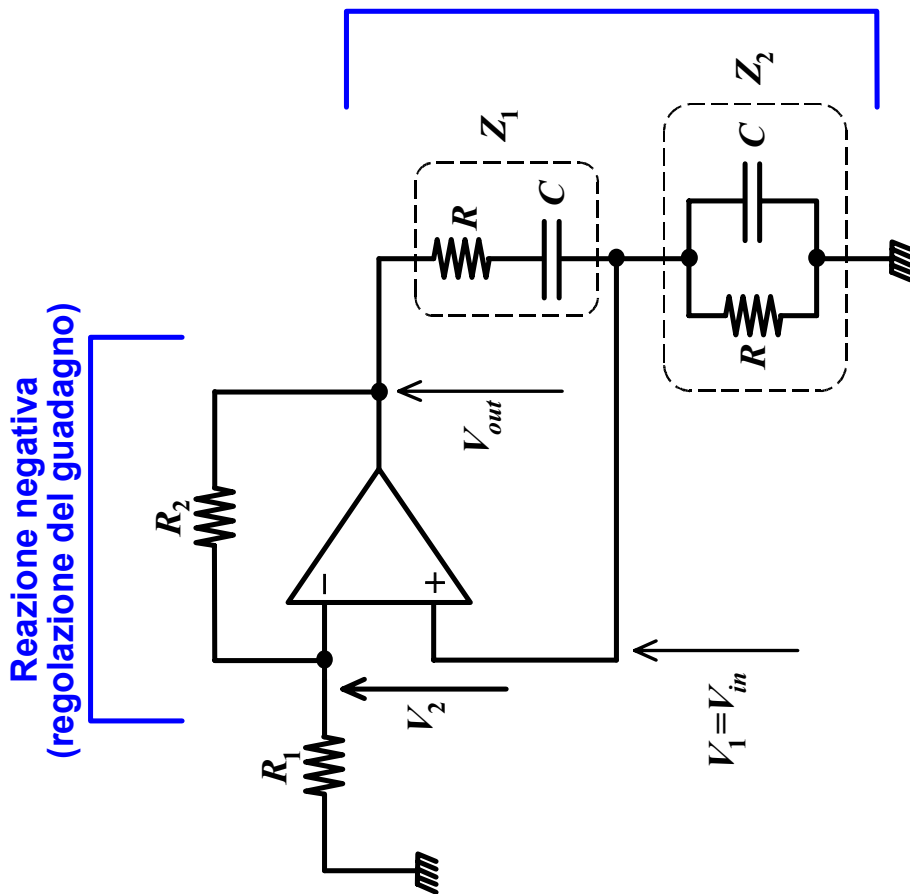 Reazione negativa
(regolazione del guadagno)
R2
R1
−
+
V2
Vout
V1=Vin
Z1
R
C
Z2
R
C